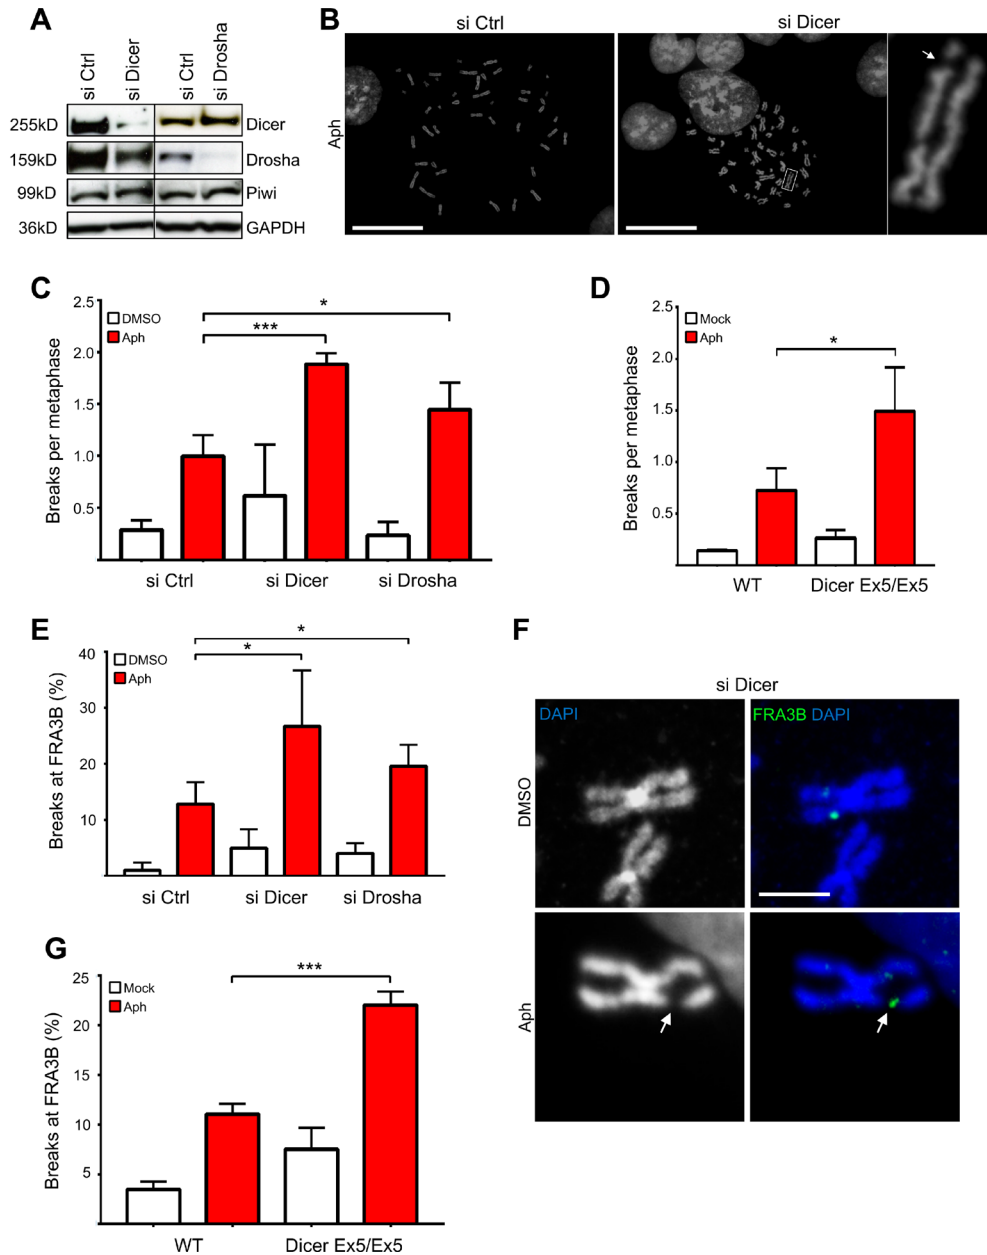 A
si Ctrl
si Dicer
si Ctrl
si Drosha
255kD
Dicer
159kD
Drosha
99kD
Piwi
36kD
GAPDH
B
si Ctrl
si Dicer
Aph
C
DMSO
Aph
Breaks per metaphase
2.5
2.0
1.5
1.0
0.5
***
*
si Ctrl
si Dicer
si Drosha
D
Mock
Aph
Breaks per metaphase
2.5
2.0
1.5
1.0
0.5
*
WT
Dicer Ex5/Ex5
E
DMSO
Aph
Breaks at FRA3B (%)
40
30
20
10
*
*
si Ctrl
si Dicer
si Drosha
F
si Dicer
DAPI
FRA3B DAPI
DMSO
Aph
G
Mock
Aph
Breaks at FRA3B (%)
25
20
15
10
5
***
WT
Dicer Ex5/Ex5